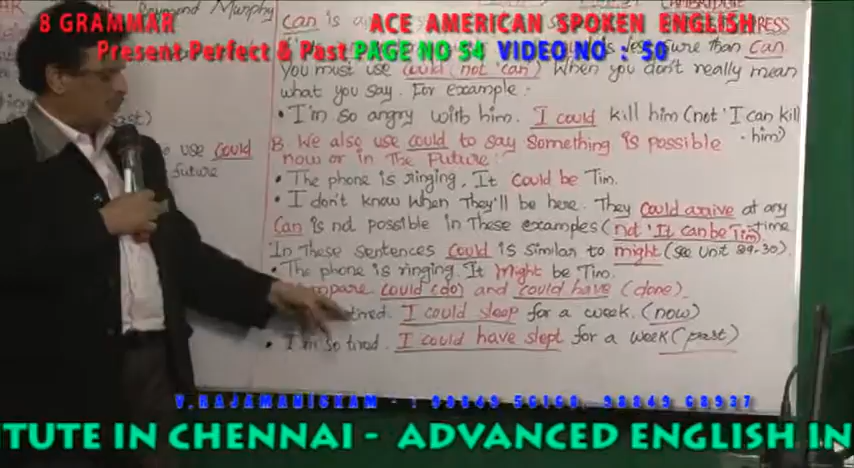 8 GRAMMAR
ACE AMERICAN SPOKEN ENGLISH
Present-Perfect & Past PAGE NO 54 VIDEO NO : 50
Raymond Murphy
can is
than can
You must use could (not 'can') when you don't really mean
what you say. For example:
• I'm so angry with him. I could kill him (not 'I can kill
him)
B. We also use could to say something is possible
now or in the future:
use could
future
• The phone is ringing. It could be Tim.
• I don't know when they'll be here. They could arrive at any
time
Can is not possible in these examples (not 'It can be Tim
In these sentences could is similar to might (see Unit 29-30).
• The phone is ringing. It might be Tim.
could (do) and could have (done).
tired. I could sleep for a week. (now)
• I'm so tired. I could have slept for a week (past)
V.RAJAMANICKAM
TUTE IN CHENNAI - ADVANCED ENGLISH IN